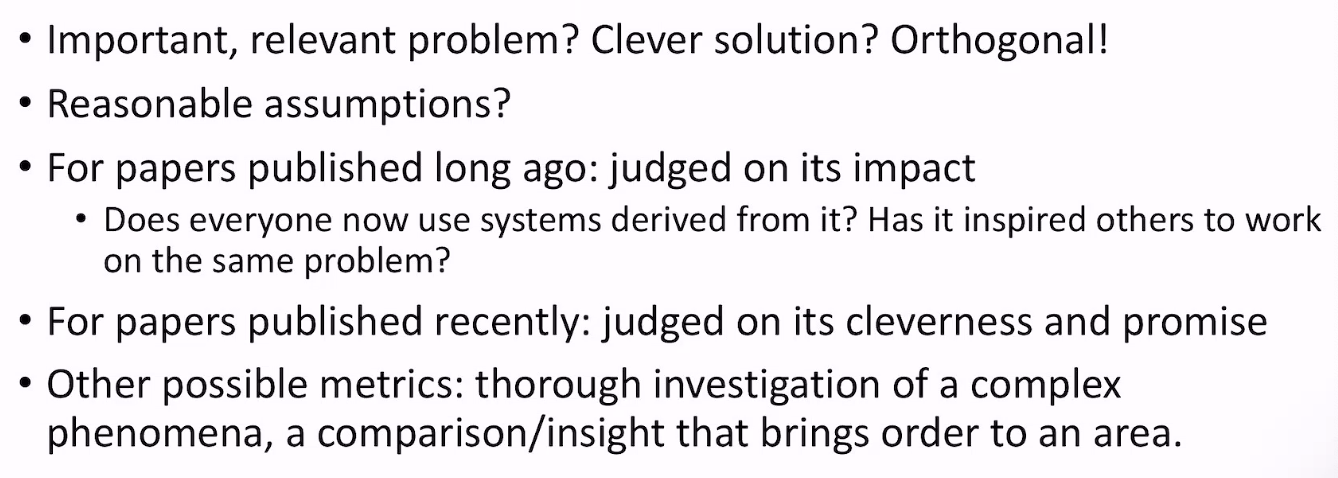 • Important, relevant problem? Clever solution? Orthogonal!
• Reasonable assumptions?
• For papers published long ago: judged on its impact
• Does everyone now use systems derived from it? Has it inspired others to work
on the same problem?
• For papers published recently: judged on its cleverness and promise
• Other possible metrics: thorough investigation of a complex
phenomena, a comparison/insight that brings order to an area.